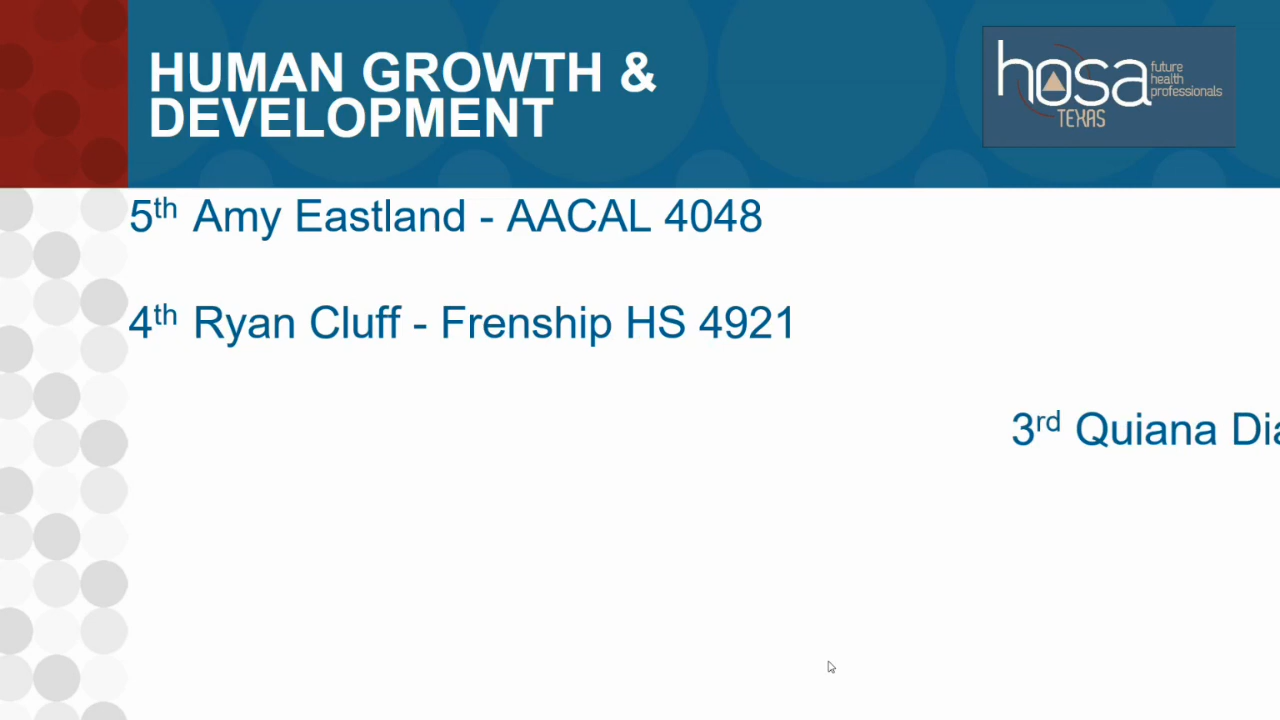 HUMAN GROWTH &
DEVELOPMENT
hosa
future
health
professionals
TEXAS
5th Amy Eastland - AACAL 4048
4th Ryan Cluff - Frenship HS 4921
3rd Quiana